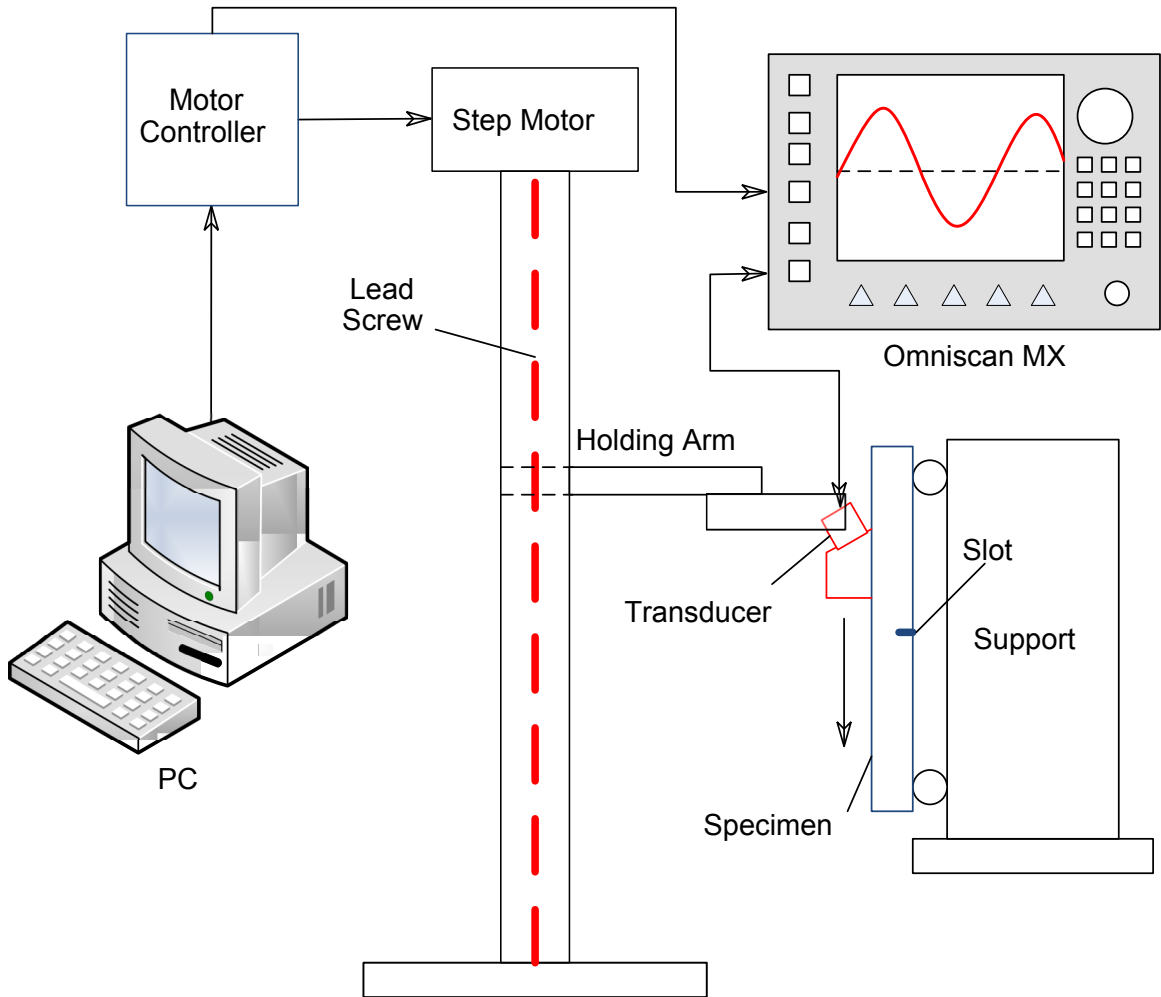 Motor
Controller
Step Motor
Omniscan MX
Lead
Screw
Holding Arm
Slot
Transducer
Support
PC
Specimen